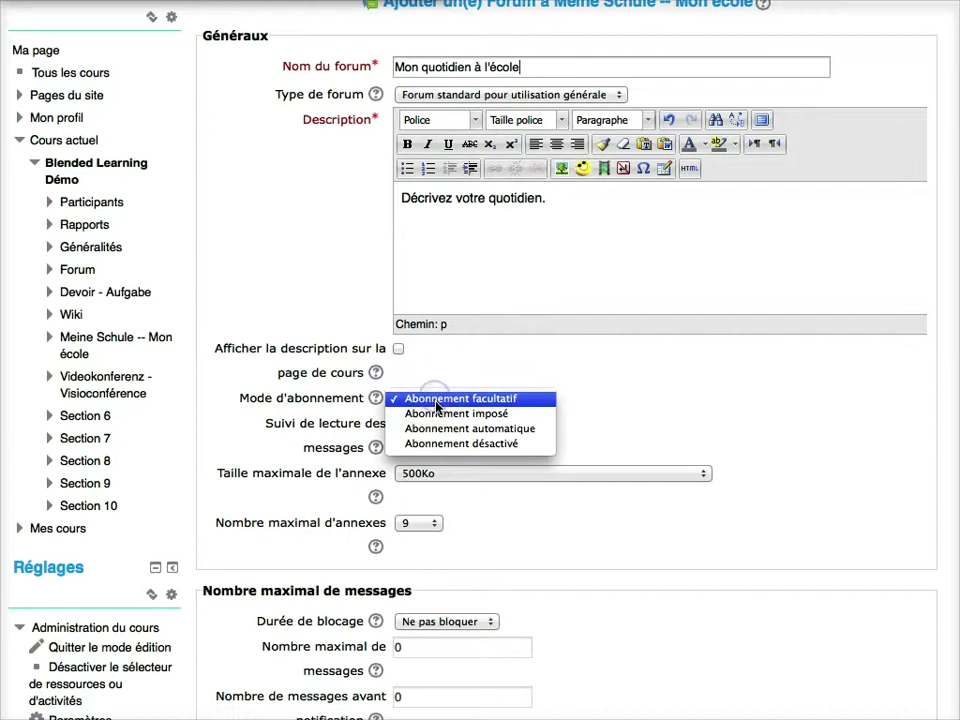 Ajouter un(e) Forum à Meine Schule -- Mon école
Ma page
Tous les cours
Pages du site
Mon profil
Cours actuel
Blended Learning
Démo
Participants
Rapports
Généralités
Forum
Devoir - Aufgabe
Wiki
Meine Schule -- Mon
école
Videokonferenz -
Visioconférence
Section 6
Section 7
Section 8
Section 9
Section 10
Mes cours
Réglages
Administration du cours
Quitter le mode édition
Désactiver le sélecteur
de ressources ou
d'activités
Paramètres
Généraux
Nom du forum* Mon quotidien à l'école
Type de forum Forum standard pour utilisation générale
Description*
Police Taille police Paragraphe
B I U ABC X₂ X²
HTML
Décrivez votre quotidien.
Chemin: p
Afficher la description sur la
page de cours
Mode d'abonnement
✓ Abonnement facultatif
Abonnement imposé
Abonnement automatique
Abonnement désactivé
Suivi de lecture des
messages
Taille maximale de l'annexe 500Ko
Nombre maximal d'annexes 9
Nombre maximal de messages
Durée de blocage Ne pas bloquer
Nombre maximal de 0
messages
Nombre de messages avant 0
notification